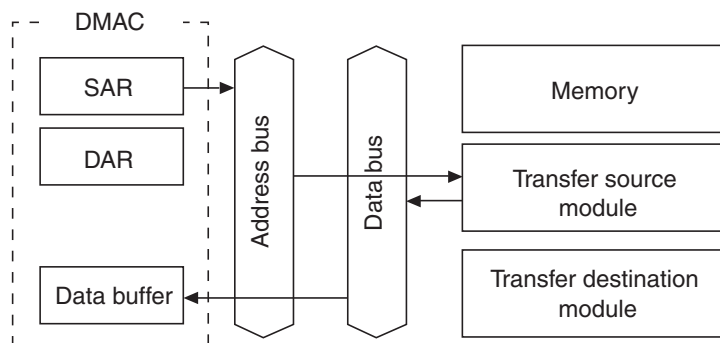 DMAC
SAR
DAR
Data buffer
Address bus
Data bus
Memory
Transfer source
module
Transfer destination
module